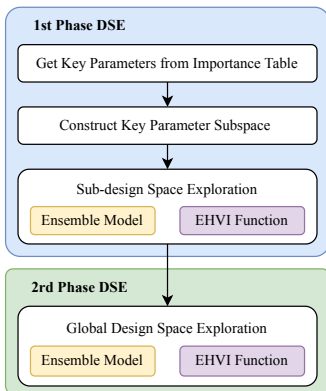 1st Phase DSE
Get Key Parameters from Importance Table
Construct Key Parameter Subspace
Sub-design Space Exploration
Ensemble Model
EHVI Function
2rd Phase DSE
Global Design Space Exploration
Ensemble Model
EHVI Function